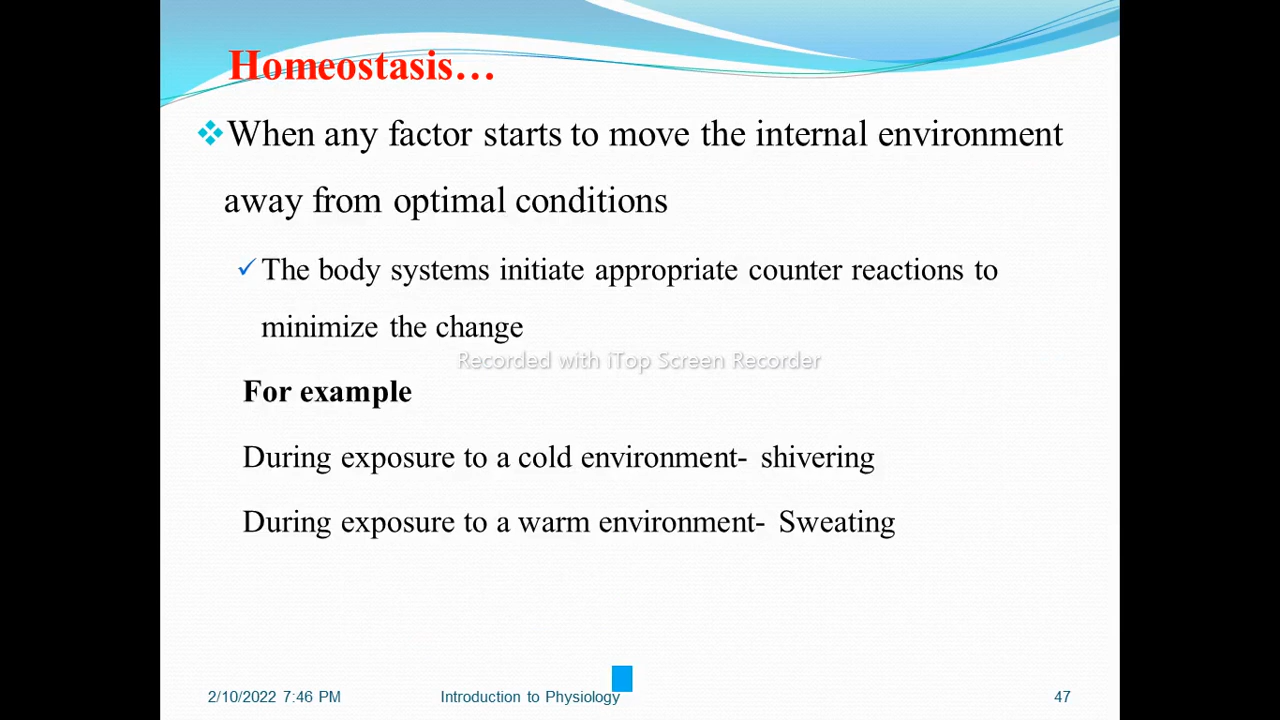 Homeostasis…
When any factor starts to move the internal environment
away from optimal conditions
The body systems initiate appropriate counter reactions to
minimize the change
Recorded with iTop Screen Recorder
For example
During exposure to a cold environment- shivering
During exposure to a warm environment- Sweating
2/10/2022 7:46 PM Introduction to Physiology 47